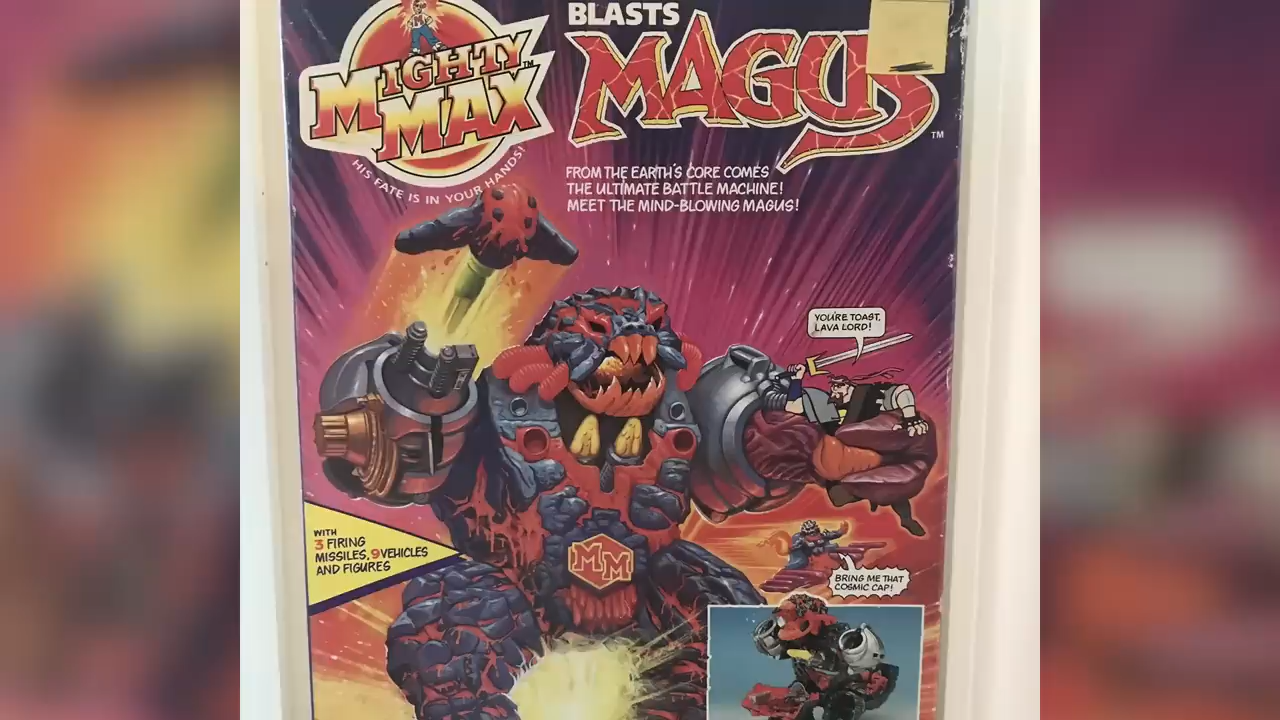 BLASTS
MAGUS
TM
MIGHTY
MAX
TM
HIS FATE IS IN YOUR HANDS!
FROM THE EARTH'S CORE COMES
THE ULTIMATE BATTLE MACHINE!
MEET THE MIND-BLOWING MAGUS!
YOU'RE TOAST,
LAVA LORD!
WITH
3 FIRING
MISSILES, 9 VEHICLES
AND FIGURES
MM
BRING ME THAT
COSMIC CAP!